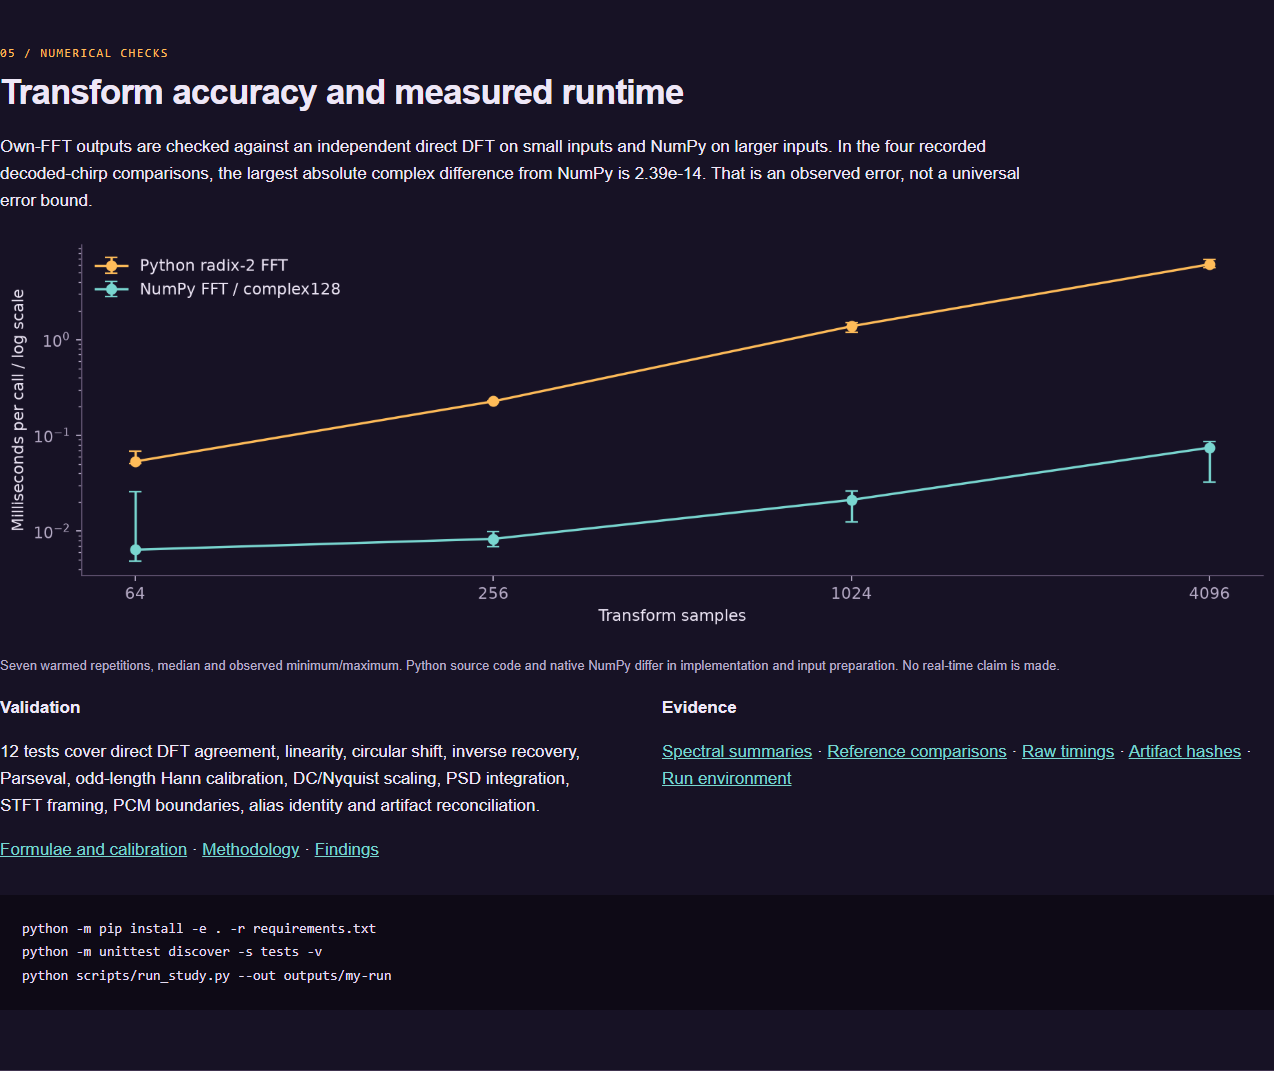 05 / NUMERICAL CHECKS
Transform accuracy and measured runtime
Own-FFT outputs are checked against an independent direct DFT on small inputs and NumPy on larger inputs. In the four recorded
decoded-chirp comparisons, the largest absolute complex difference from NumPy is 2.39e-14. That is an observed error, not a universal
error bound.
Python radix-2 FFT
NumPy FFT / complex128
Milliseconds per call / log scale
10⁰
10⁻¹
10⁻²
64 256 1024 4096
Transform samples
Seven warmed repetitions, median and observed minimum/maximum. Python source code and native NumPy differ in implementation and input preparation. No real-time claim is made.
Validation
12 tests cover direct DFT agreement, linearity, circular shift, inverse recovery,
Parseval, odd-length Hann calibration, DC/Nyquist scaling, PSD integration,
STFT framing, PCM boundaries, alias identity and artifact reconciliation.
Formulae and calibration · Methodology · Findings
Evidence
Spectral summaries · Reference comparisons · Raw timings · Artifact hashes ·
Run environment
python -m pip install -e . -r requirements.txt
python -m unittest discover -s tests -v
python scripts/run_study.py --out outputs/my-run